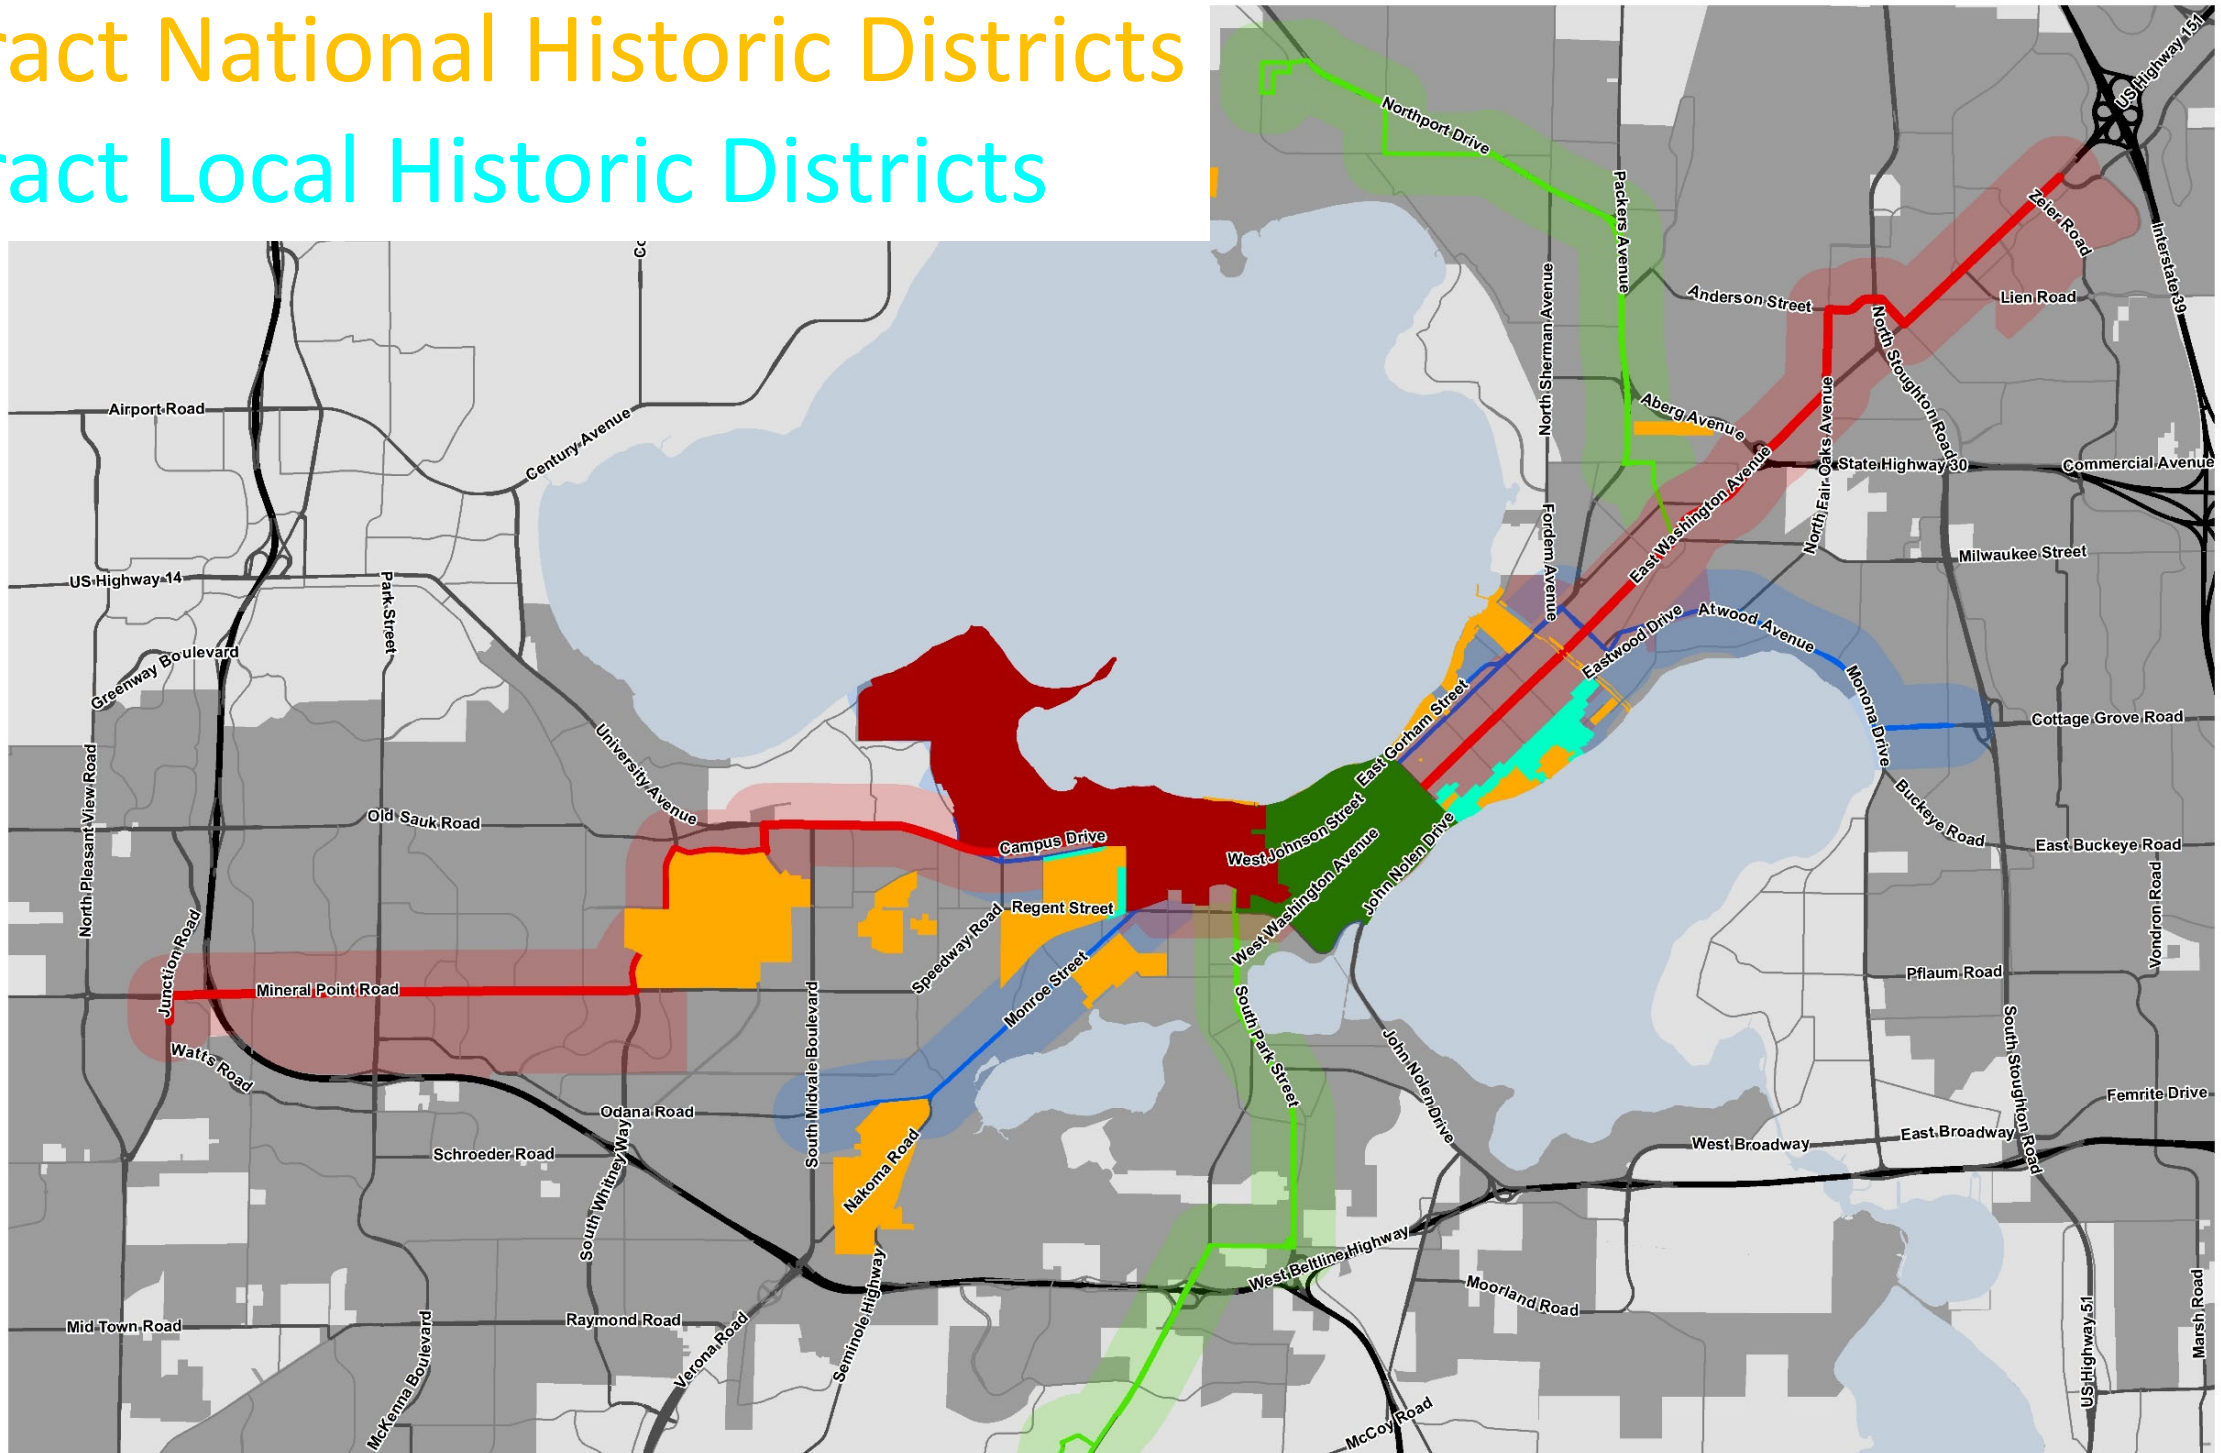 ract National Historic Districts
ract Local Historic Districts
US Highway 151
Northport Drive
Packers Avenue
Zeier Road
Interstate 39
Anderson Street
Lien Road
North Sherman Avenue
North Stoughton Road
Airport Road
Century Avenue
Aberg Avenue
North Fair Oaks Avenue
State Highway 30
Commercial Avenue
East Washington Avenue
Fordem Avenue
Milwaukee Street
US Highway 14
Park Street
Greenway Boulevard
Eastwood Drive
Atwood Avenue
Monona Drive
Cottage Grove Road
University Avenue
East Gorham Street
North Pleasant View Road
Old Sauk Road
Campus Drive
West Johnson Street
West Washington Avenue
John Nolen Drive
Buckeye Road
East Buckeye Road
Regent Street
Speedway Road
Junction Road
Mineral Point Road
Monroe Street
Vondron Road
Pflaum Road
Watts Road
South Midvale Boulevard
South Park Street
John Nolen Drive
South Stoughton Road
Odana Road
Femrite Drive
Schroeder Road
South Whitney Way
Nakoma Road
West Broadway
East Broadway
West Beltline Highway
Moorland Road
Mid Town Road
Raymond Road
Verona Road
Seminole Highway
McKenna Boulevard
McCoy Road
US Highway 51
Marsh Road